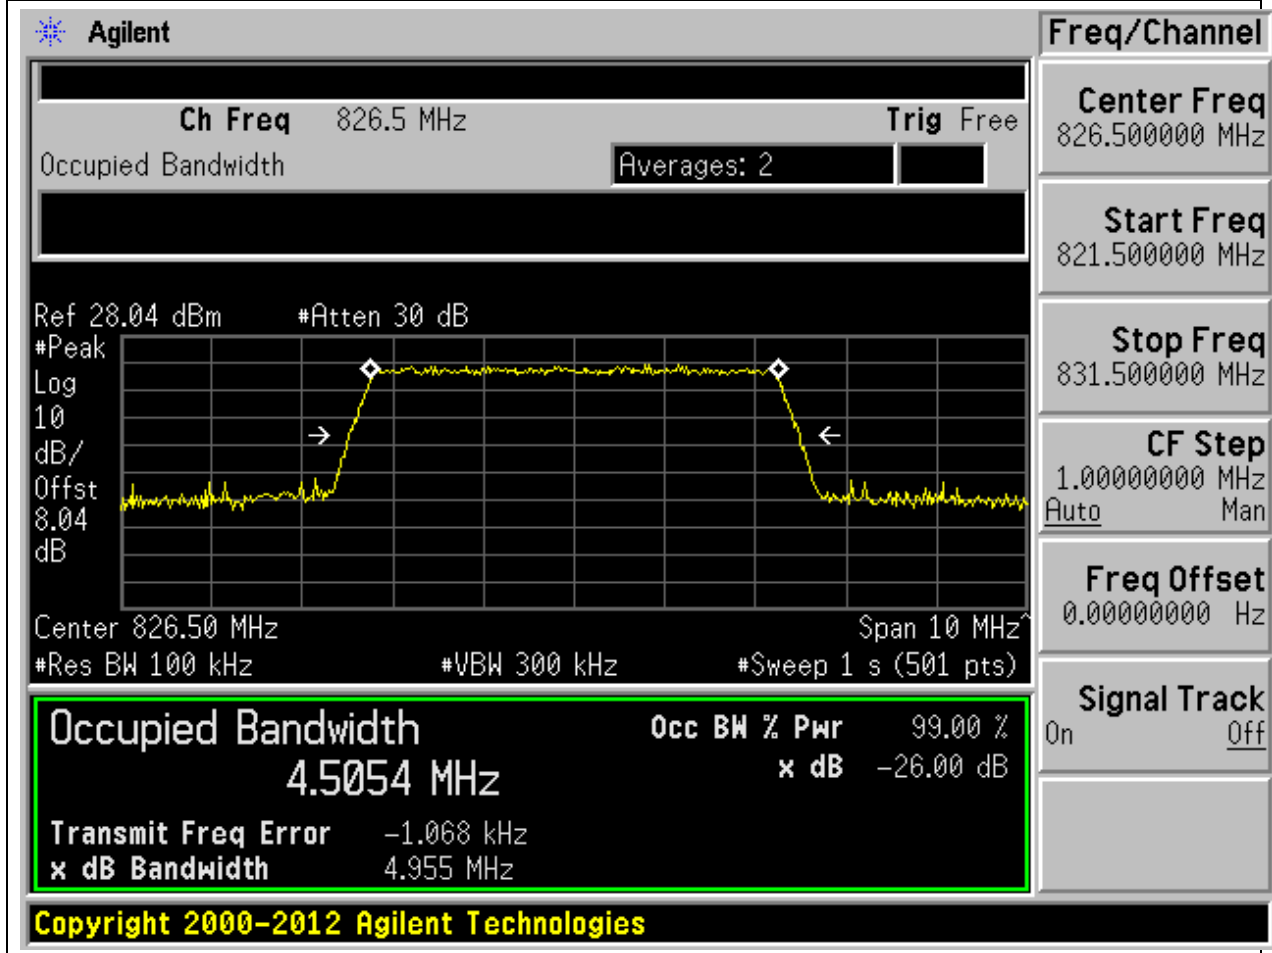 Agilent
Freq/Channel
Ch Freq 826.5 MHz Trig Free
Occupied Bandwidth Averages: 2
Center Freq
826.500000 MHz
Start Freq
821.500000 MHz
Stop Freq
831.500000 MHz
CF Step
1.00000000 MHz
Auto Man
Freq Offset
0.00000000 Hz
Signal Track
On Off
Ref 28.04 dBm #Atten 30 dB
#Peak
Log
10
dB/
Offst
8.04
dB
Center 826.50 MHz Span 10 MHz^
#Res BW 100 kHz #VBW 300 kHz #Sweep 1 s (501 pts)
Occupied Bandwidth Occ BW % Pwr 99.00 %
4.5054 MHz x dB -26.00 dB
Transmit Freq Error -1.068 kHz
x dB Bandwidth 4.955 MHz
Copyright 2000-2012 Agilent Technologies